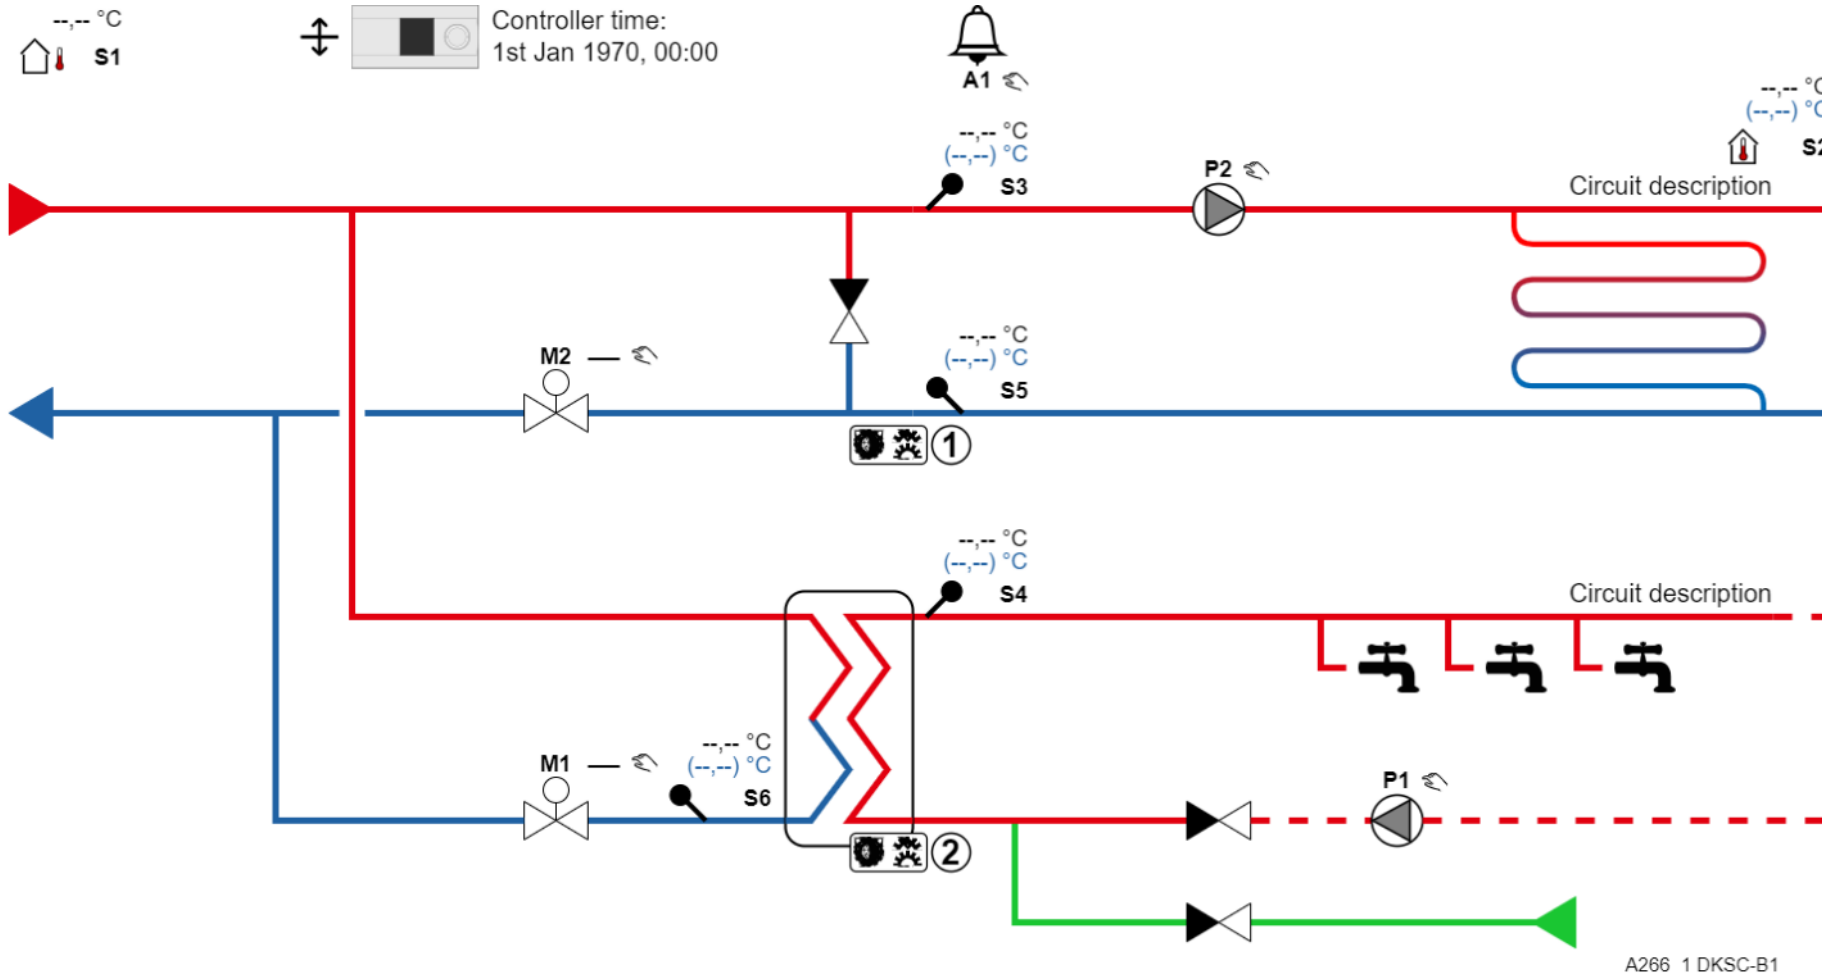 --,-- °C
S1
Controller time:
1st Jan 1970, 00:00
A1
--,-- °C
(--,--) °C
S2
--,-- °C
(--,--) °C
S3
P2
Circuit description
--,-- °C
(--,--) °C
S5
M2
1
--,-- °C
(--,--) °C
S4
Circuit description
--,-- °C
(--,--) °C
S6
M1
P1
2
A266 1 DKSC-B1